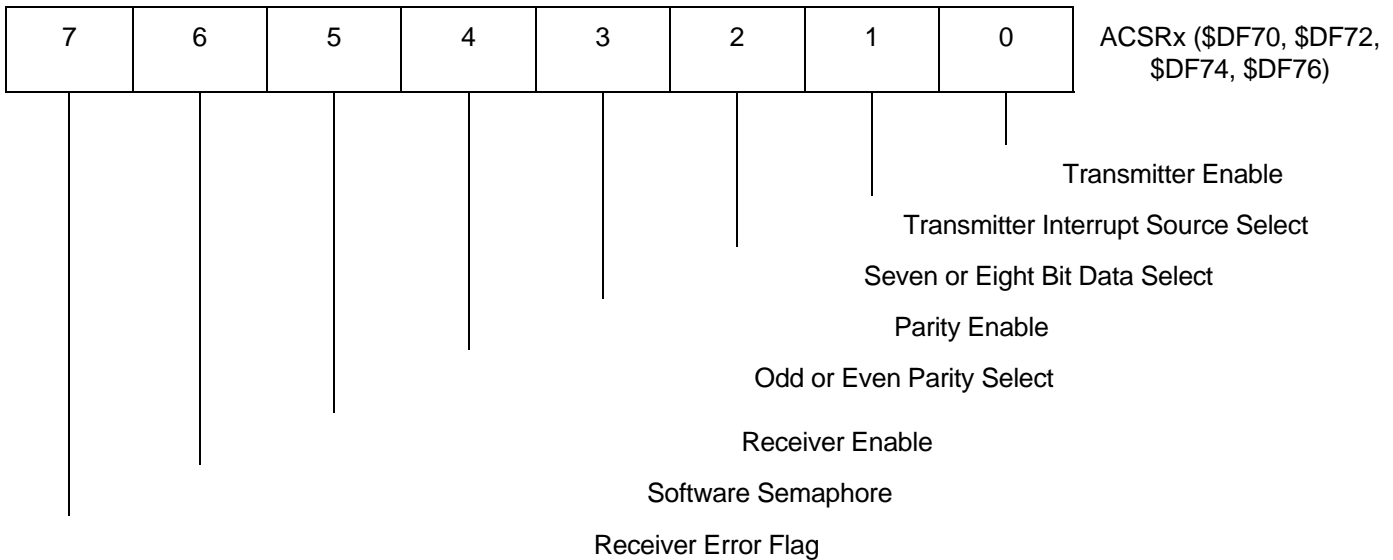 7 6 5 4 3 2 1 0 ACSRx ($DF70, $DF72,
$DF74, $DF76)
Transmitter Enable
Transmitter Interrupt Source Select
Seven or Eight Bit Data Select
Parity Enable
Odd or Even Parity Select
Receiver Enable
Software Semaphore
Receiver Error Flag